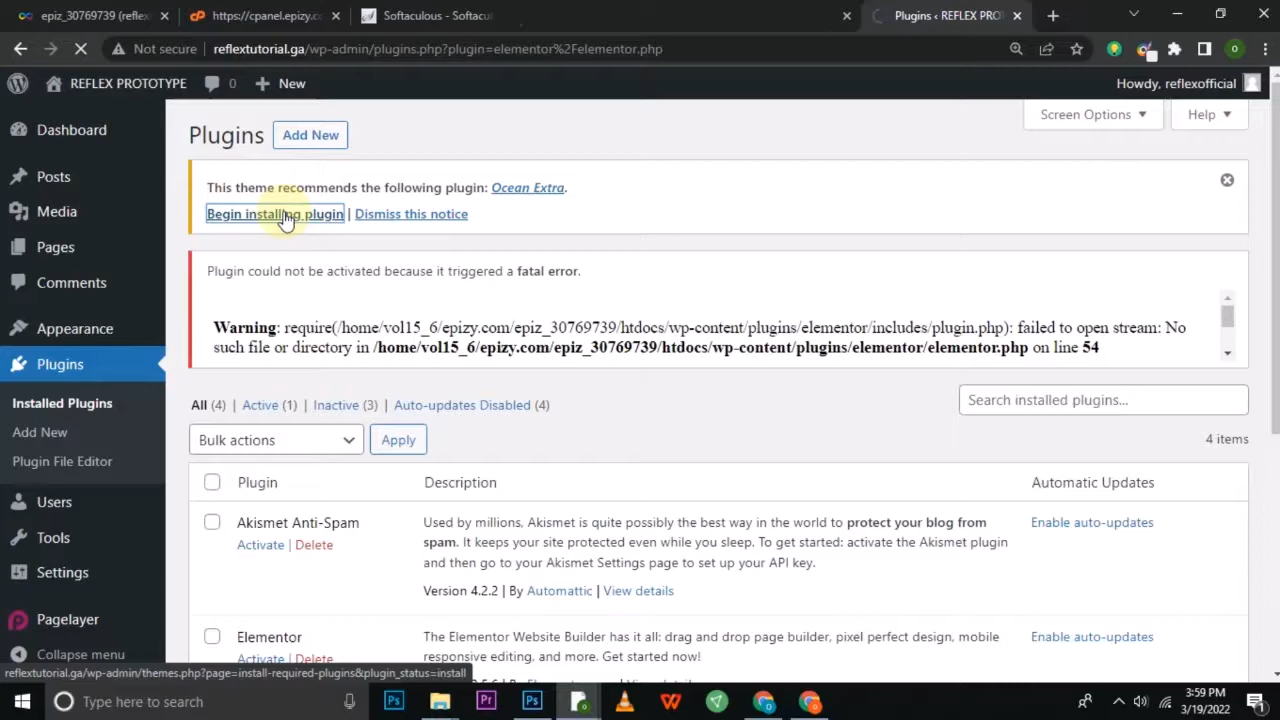 epiz_30769739 (reflex
https://cpanel.epizy.co
Softaculous - Softacu
Plugins ‹ REFLEX PRO
Not secure
reflextutorial.ga/wp-admin/plugins.php?plugin=elementor%2Felementor.php
REFLEX PROTOTYPE
0
New
Howdy, reflexofficial
Dashboard
Posts
Media
Pages
Comments
Appearance
Plugins
Installed Plugins
Add New
Plugin File Editor
Users
Tools
Settings
Pagelayer
Collapse menu
Plugins
Add New
Screen Options
Help
This theme recommends the following plugin: Ocean Extra.
Begin installing plugin | Dismiss this notice
Plugin could not be activated because it triggered a fatal error.
Warning: require(/home/vol15_6/epizy.com/epiz_30769739/htdocs/wp-content/plugins/elementor/includes/plugin.php): failed to open stream: No
such file or directory in /home/vol15_6/epizy.com/epiz_30769739/htdocs/wp-content/plugins/elementor/elementor.php on line 54
All (4) | Active (1) | Inactive (3) | Auto-updates Disabled (4)
Search installed plugins...
Bulk actions
Apply
4 items
Plugin
Description
Automatic Updates
Akismet Anti-Spam
Activate | Delete
Used by millions, Akismet is quite possibly the best way in the world to protect your blog from
spam. It keeps your site protected even while you sleep. To get started: activate the Akismet plugin
and then go to your Akismet Settings page to set up your API key.
Version 4.2.2 | By Automattic | View details
Enable auto-updates
Elementor
Activate | Delete
The Elementor Website Builder has it all: drag and drop page builder, pixel perfect design, mobile
responsive editing, and more. Get started now!
Enable auto-updates
reflextutorial.ga/wp-admin/themes.php?page=install-required-plugins&plugin_status=install
Type here to search
3:59 PM
3/19/2022